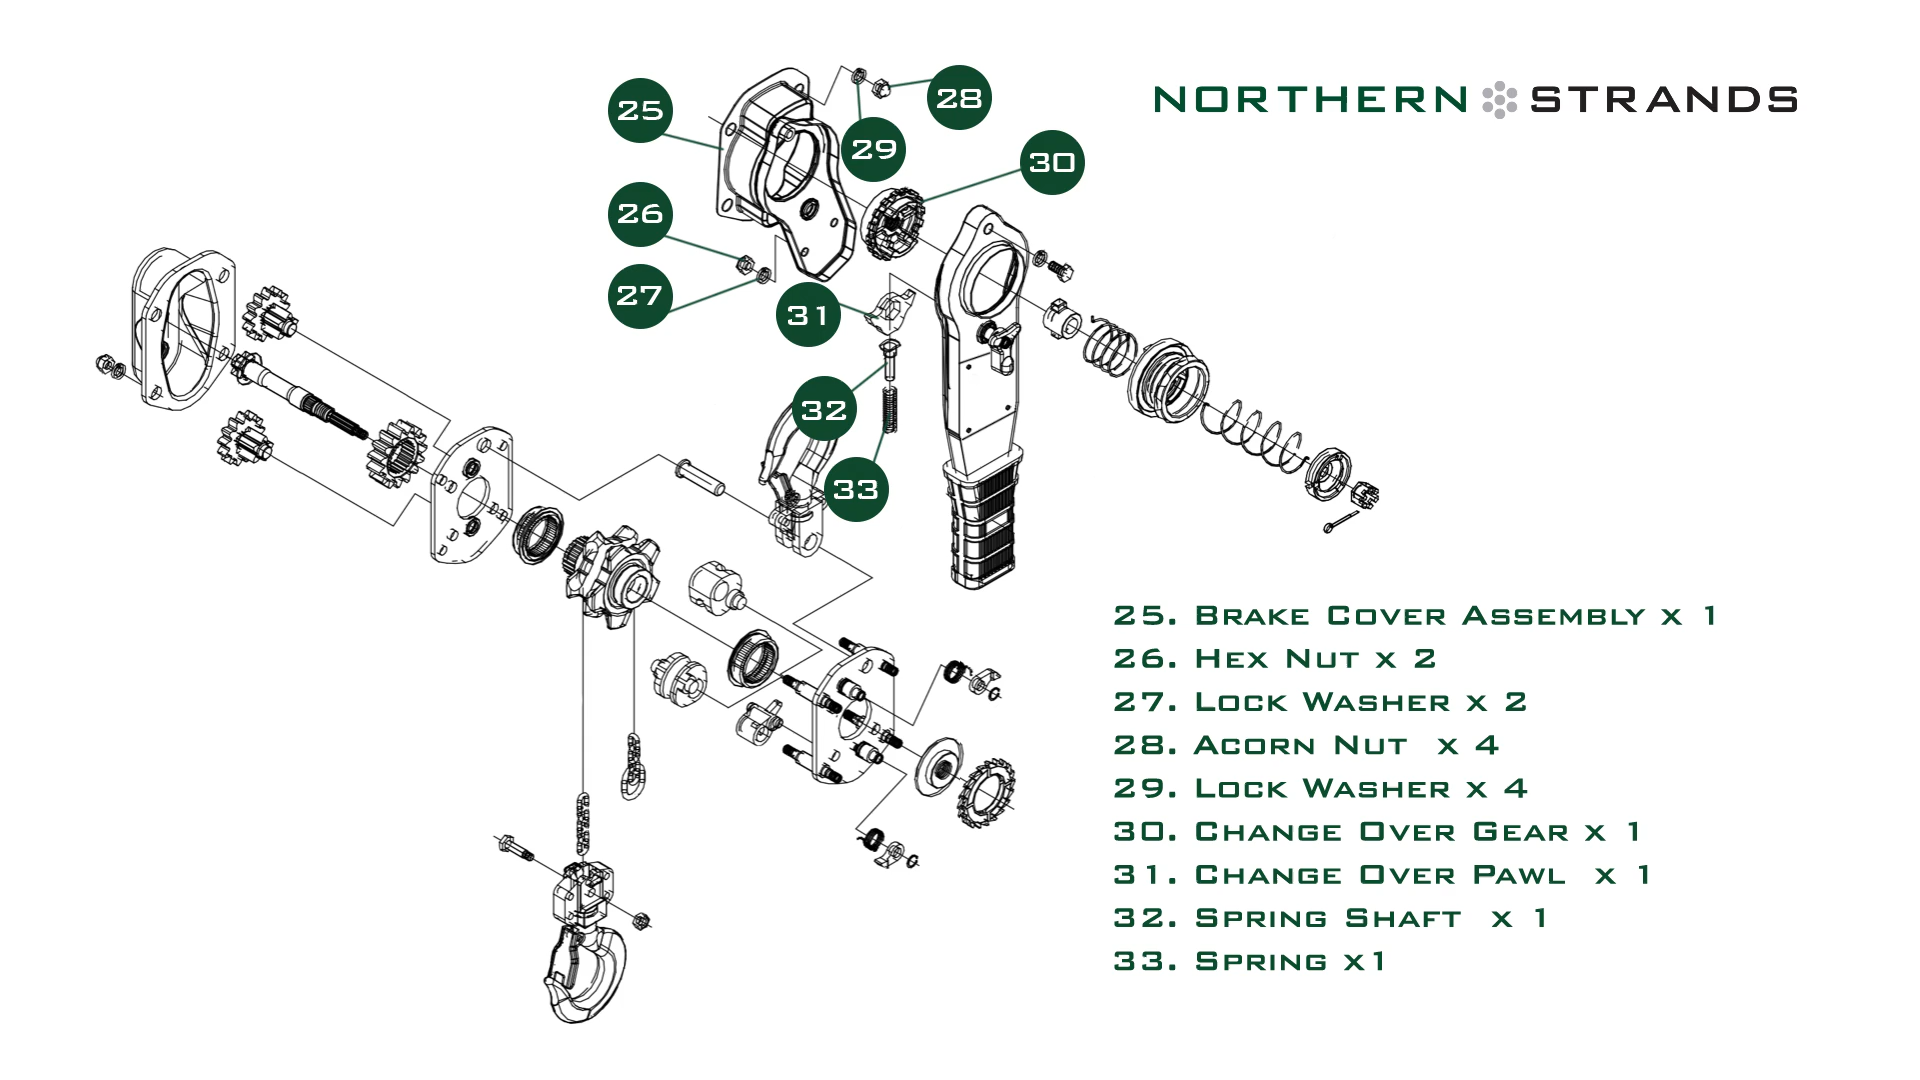 NORTHERN STRANDS
25
28
29
30
26
27
31
32
33
25. BRAKE COVER ASSEMBLY X 1
26. HEX NUT X 2
27. LOCK WASHER X 2
28. ACORN NUT X 4
29. LOCK WASHER X 4
30. CHANGE OVER GEAR X 1
31. CHANGE OVER PAWL X 1
32. SPRING SHAFT X 1
33. SPRING X1